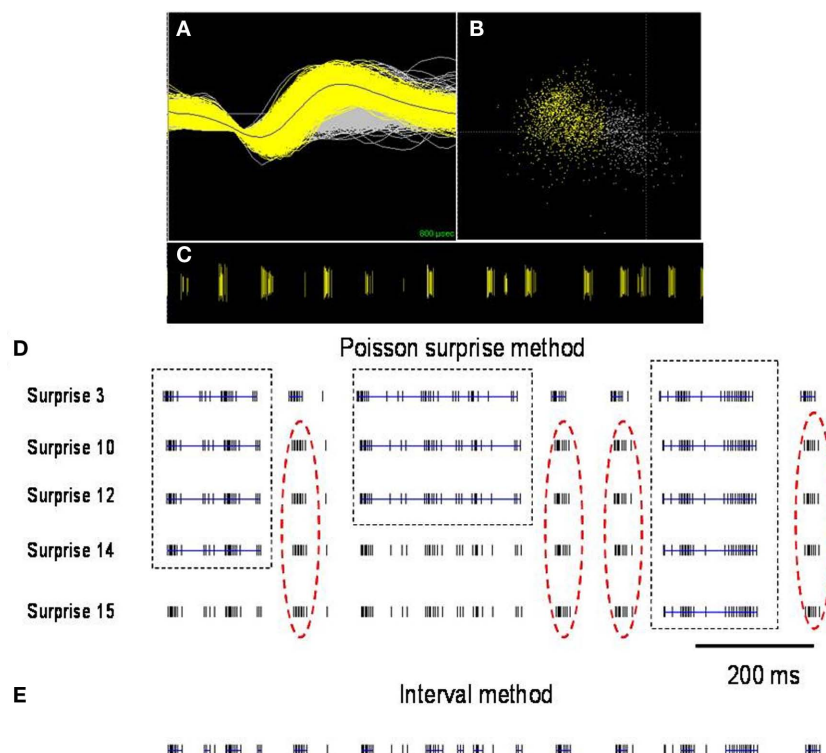 A
B
800 µsec
C
D
Poisson surprise method
Surprise 3
Surprise 10
Surprise 12
Surprise 14
Surprise 15
200 ms
E
Interval method